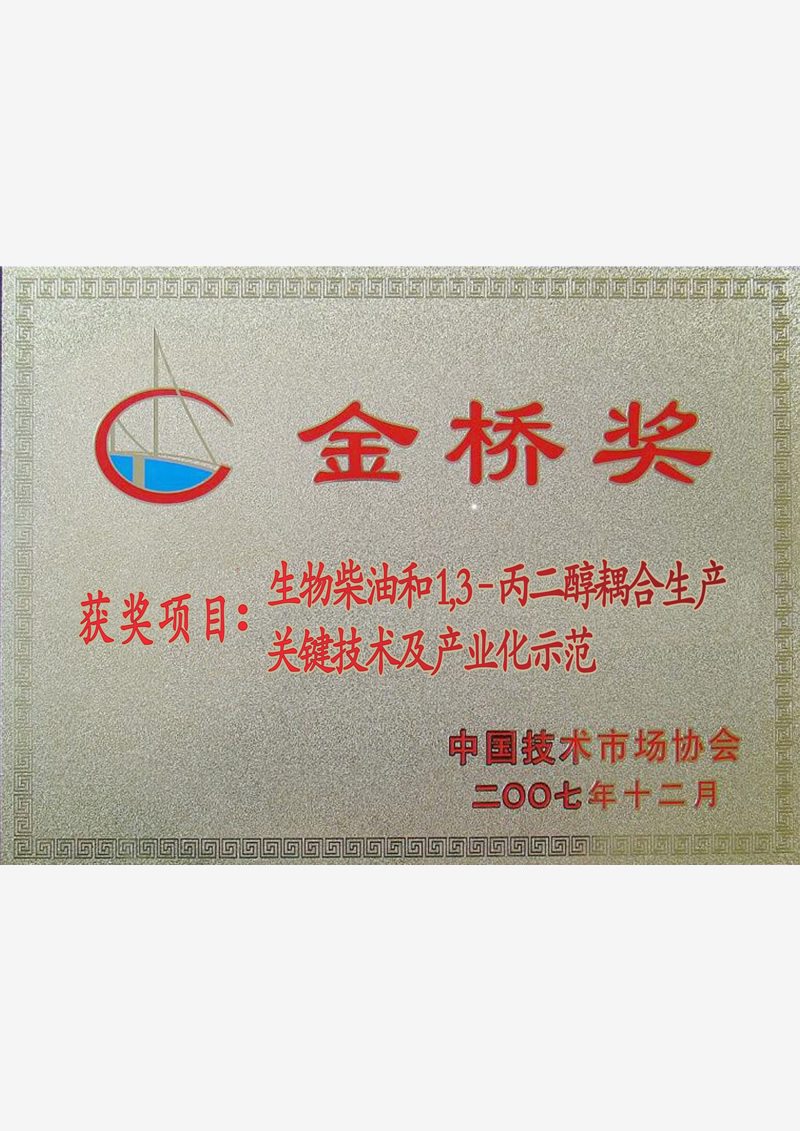 金桥奖
获奖项目：生物柴油和1,3-丙二醇耦合生产
关键技术及产业化示范
中国技术市场协会
二〇〇七年十二月